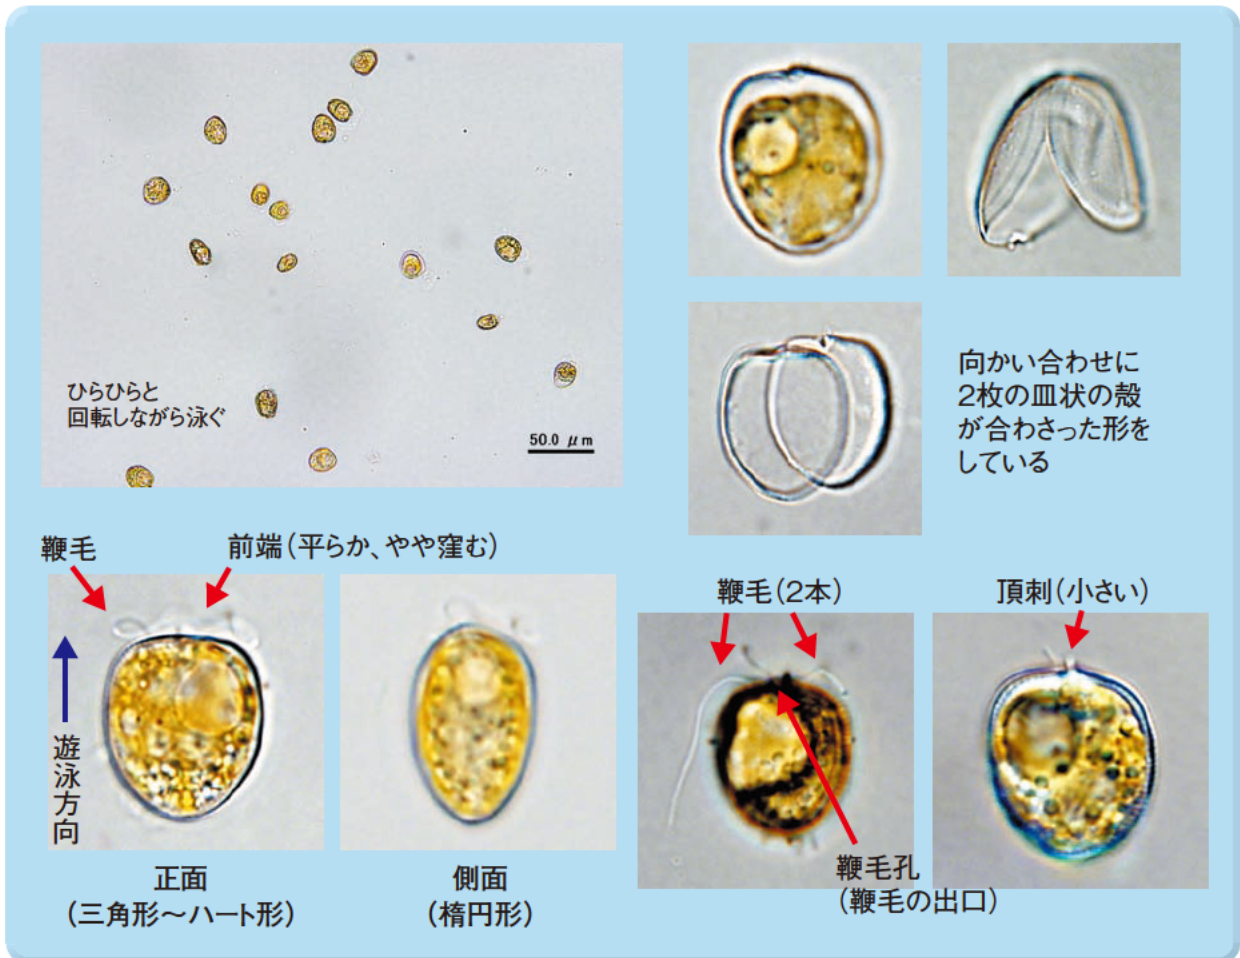 ひらひらと
回転しながら泳ぐ
50.0 μm
向かい合わせに
2枚の皿状の殻
が合わさった形を
している
鞭毛
前端（平らか、やや窪む）
遊泳方向
正面
（三角形～ハート形）
側面
（楕円形）
鞭毛（2本）
頂刺（小さい）
鞭毛孔
（鞭毛の出口）